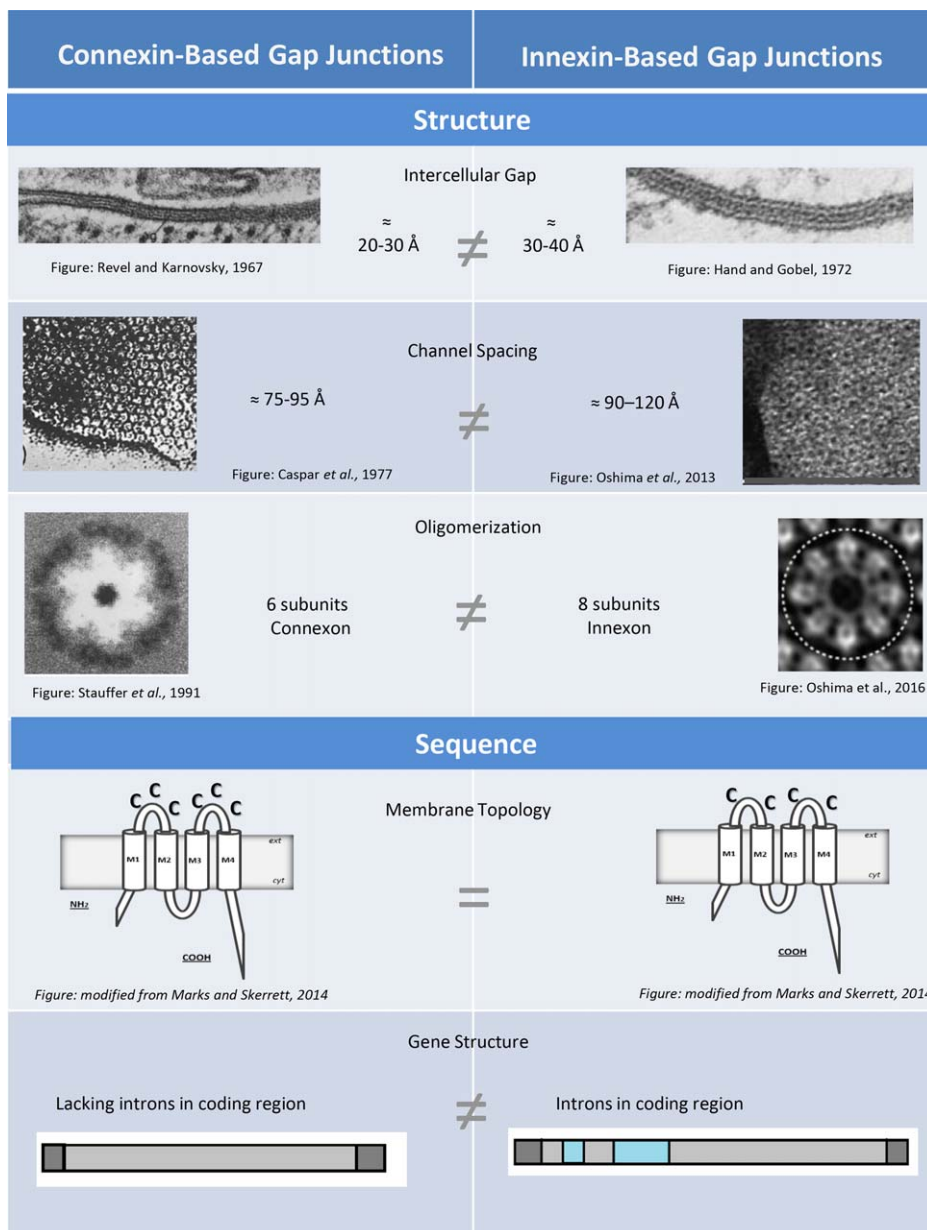 Connexin-Based Gap Junctions
Innexin-Based Gap Junctions
Structure
Intercellular Gap
≈
20-30 Å
≠
≈
30-40 Å
Figure: Revel and Karnovsky, 1967
Figure: Hand and Gobel, 1972
Channel Spacing
≈ 75-95 Å
≠
≈ 90–120 Å
Figure: Caspar et al., 1977
Figure: Oshima et al., 2013
Oligomerization
6 subunits
Connexon
≠
8 subunits
Innexon
Figure: Stauffer et al., 1991
Figure: Oshima et al., 2016
Sequence
Membrane Topology
C C C C C C
M1 M2 M3 M4
ext
cyt
NH2
COOH
Figure: modified from Marks and Skerrett, 2014
=
C C C C
M1 M2 M3 M4
ext
cyt
NH2
COOH
Figure: modified from Marks and Skerrett, 2014
Gene Structure
Lacking introns in coding region
≠
Introns in coding region